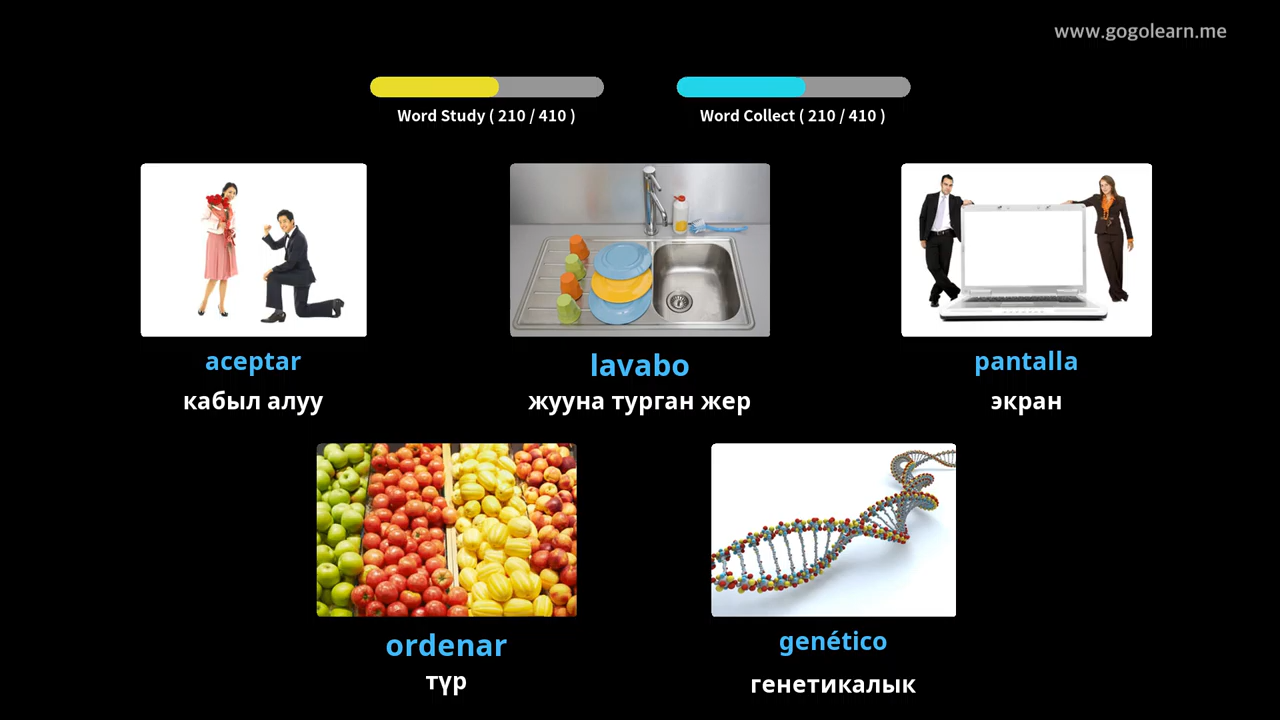 www.gogolearn.me
Word Study ( 210 / 410 )
Word Collect ( 210 / 410 )
aceptar
кабыл алуу
lavabo
жууна турган жер
pantalla
экран
ordenar
түр
genético
генетикалык